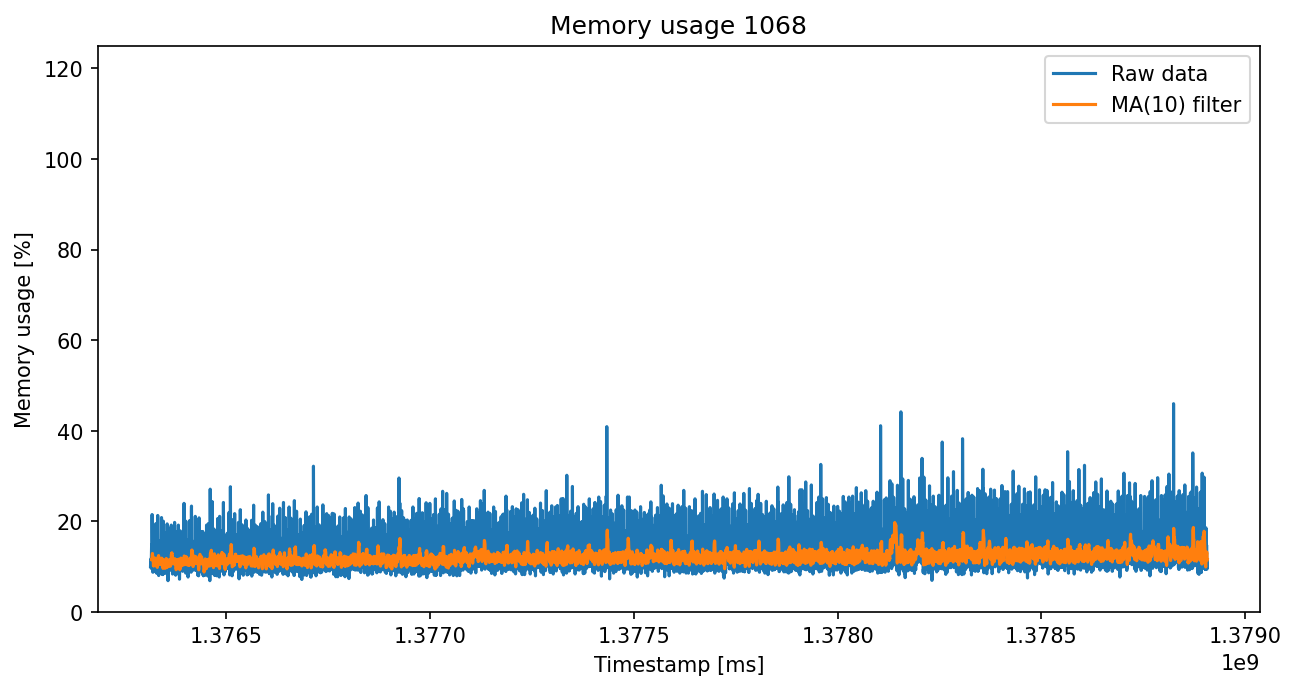 Memory usage 1068
Raw data
MA(10) filter
Memory usage [%]
120
100
80
60
40
20
0
1.3765 1.3770 1.3775 1.3780 1.3785 1.3790
1e9
Timestamp [ms]